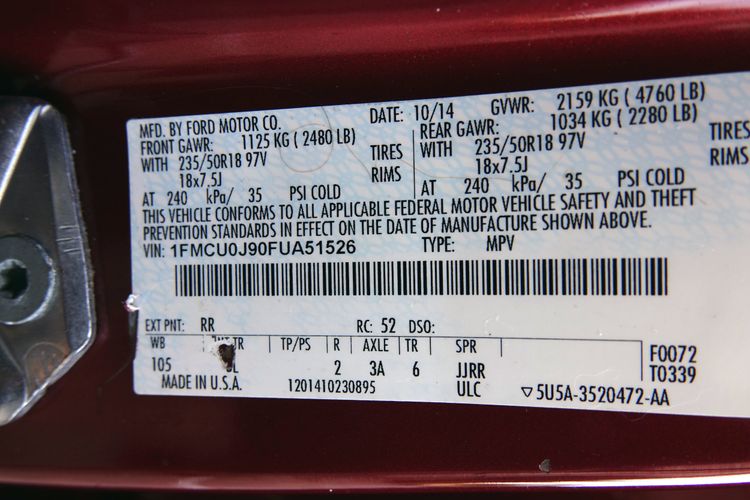 MFD. BY FORD MOTOR CO. DATE: 10/14 GVWR: 2159 KG ( 4760 LB)
FRONT GAWR: 1125 KG ( 2480 LB) REAR GAWR: 1034 KG ( 2280 LB)
WITH 235/50R18 97V TIRES WITH 235/50R18 97V TIRES
18x7.5J RIMS 18x7.5J RIMS
AT 240 kPa/ 35 PSI COLD AT 240 kPa/ 35 PSI COLD
THIS VEHICLE CONFORMS TO ALL APPLICABLE FEDERAL MOTOR VEHICLE SAFETY AND THEFT
PREVENTION STANDARDS IN EFFECT ON THE DATE OF MANUFACTURE SHOWN ABOVE.
VIN: 1FMCU0J90FUA51526 TYPE: MPV
EXT PNT: RR RC: 52 DSO:
WB TR TP/PS R AXLE TR SPR F0072
105 2 3A 6 JJRR T0339
MADE IN U.S.A. 1201410230895 ULC ▽5U5A-3520472-AA